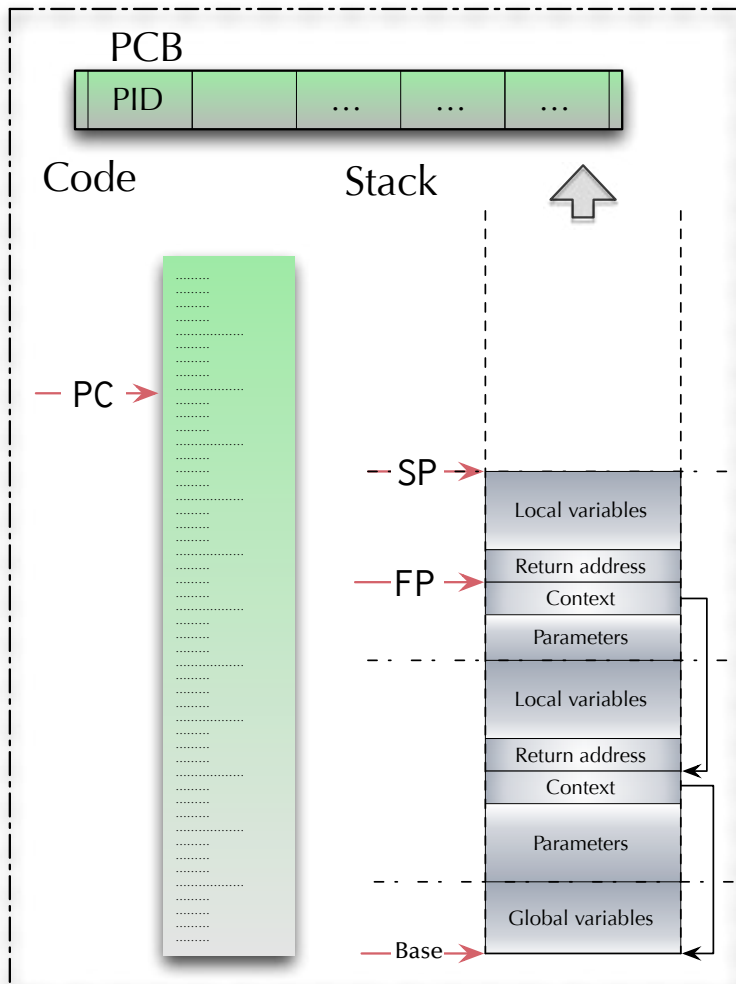 PCB
PID ... ... ...
Code Stack
PC
SP
Local variables
Return address
FP
Context
Parameters
Local variables
Return address
Context
Parameters
Global variables
Base